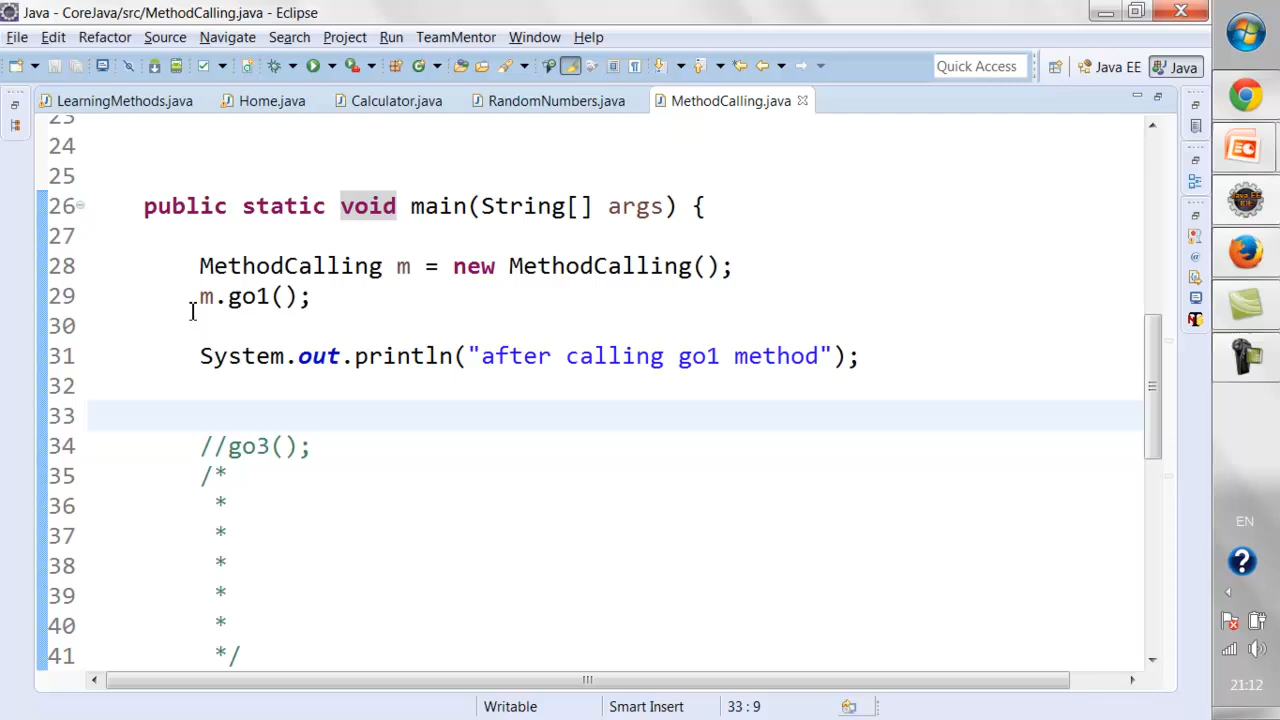 Java - CoreJava/src/MethodCalling.java - Eclipse
File Edit Refactor Source Navigate Search Project Run TeamMentor Window Help
Quick Access Java EE Java
LearningMethods.java Home.java Calculator.java RandomNumbers.java MethodCalling.java
23
24
25
26 public static void main(String[] args) {
27
28 MethodCalling m = new MethodCalling();
29 m.go1();
30
31 System.out.println("after calling go1 method");
32
33
34 //go3();
35 /*
36 *
37 *
38 *
39 *
40 *
41 */
EN
21:12
Writable Smart Insert 33 : 9